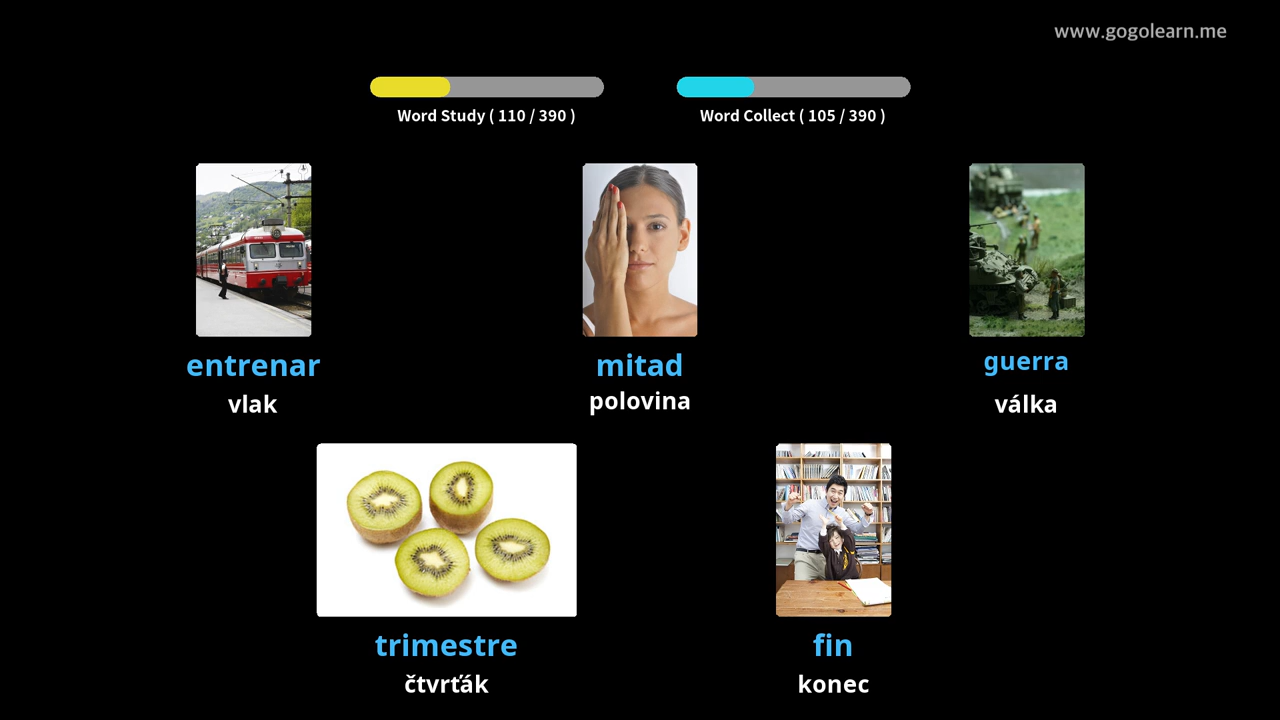 www.gogolearn.me
Word Study ( 110 / 390 )
Word Collect ( 105 / 390 )
entrenar
vlak
mitad
polovina
guerra
válka
trimestre
čtvrťák
fin
konec